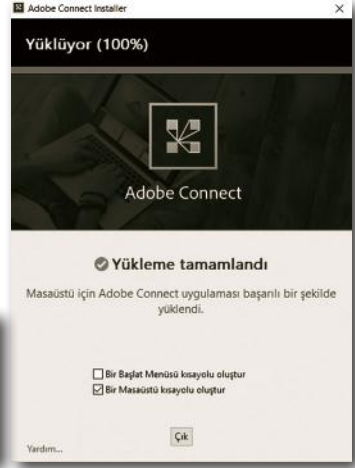 Adobe Connect Installer
Yüklüyor (100%)
Adobe Connect
Yükleme tamamlandı
Masaüstü için Adobe Connect uygulaması başarılı bir şekilde
yüklendi.
Bir Başlat Menüsü kısayolu oluştur
Bir Masaüstü kısayolu oluştur
Çık
Yardım...